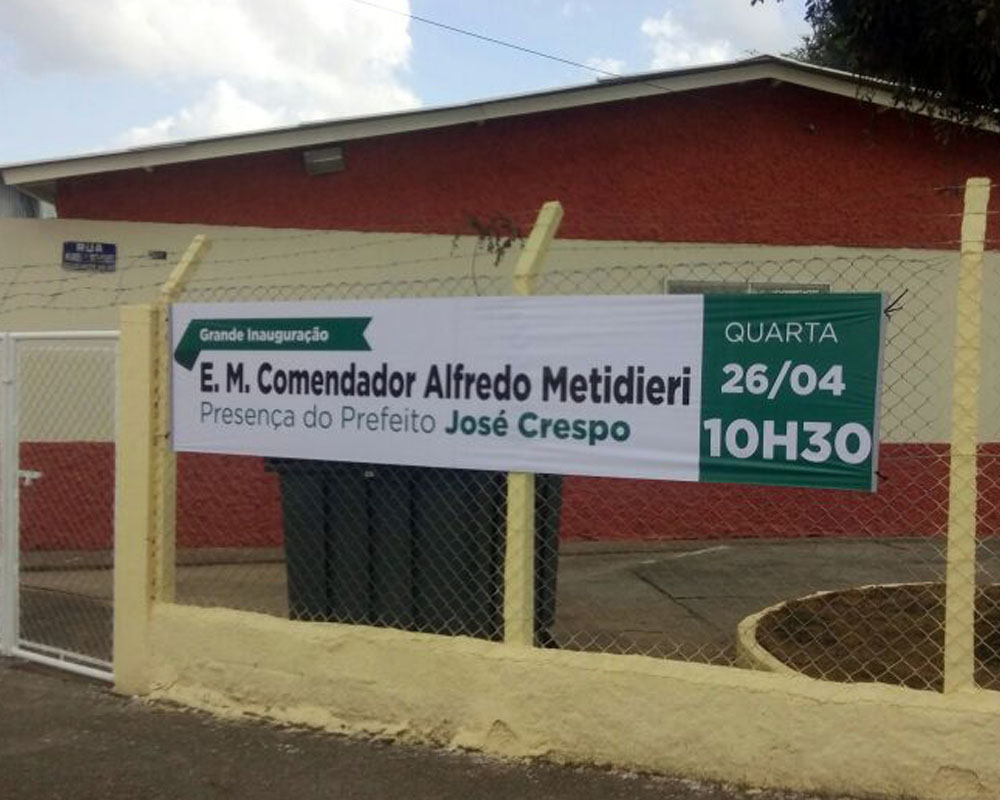 RUA
Grande Inauguração
E. M. Comendador Alfredo Metidieri
Presença do Prefeito José Crespo
QUARTA
26/04
10H30